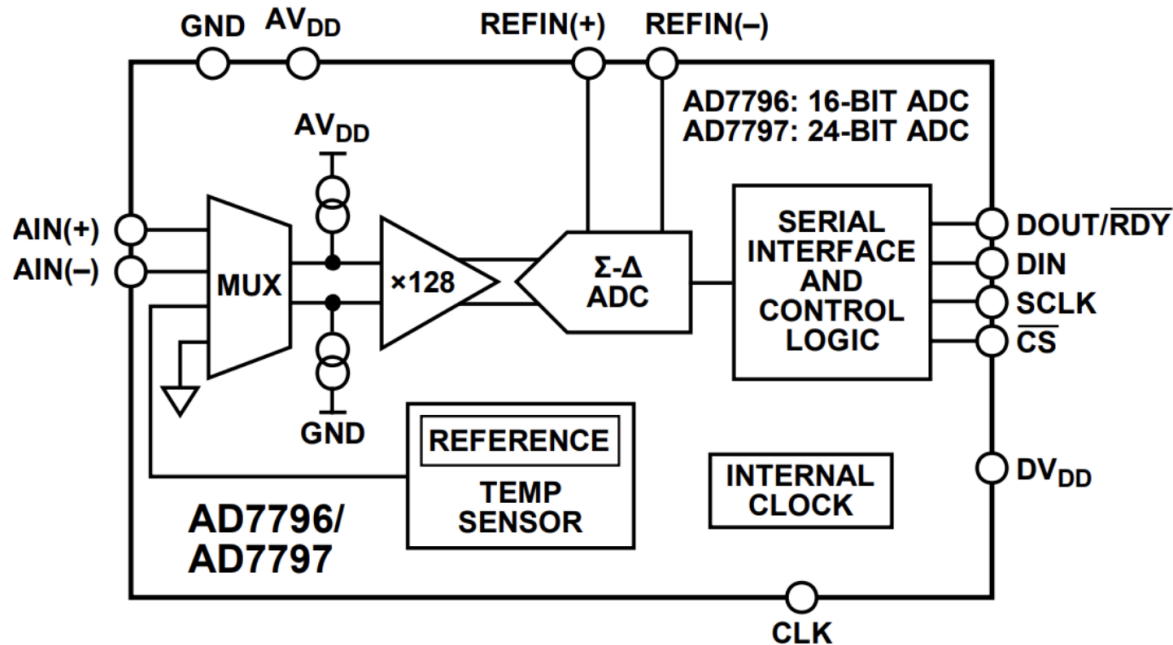 GND
AVDD
REFIN(+)
REFIN(–)
AD7796: 16-BIT ADC
AD7797: 24-BIT ADC
AVDD
AIN(+)
AIN(–)
MUX
×128
Σ-Δ
ADC
SERIAL
INTERFACE
AND
CONTROL
LOGIC
DOUT/RDY
DIN
SCLK
CS
GND
REFERENCE
TEMP
SENSOR
INTERNAL
CLOCK
DVDD
AD7796/
AD7797
CLK